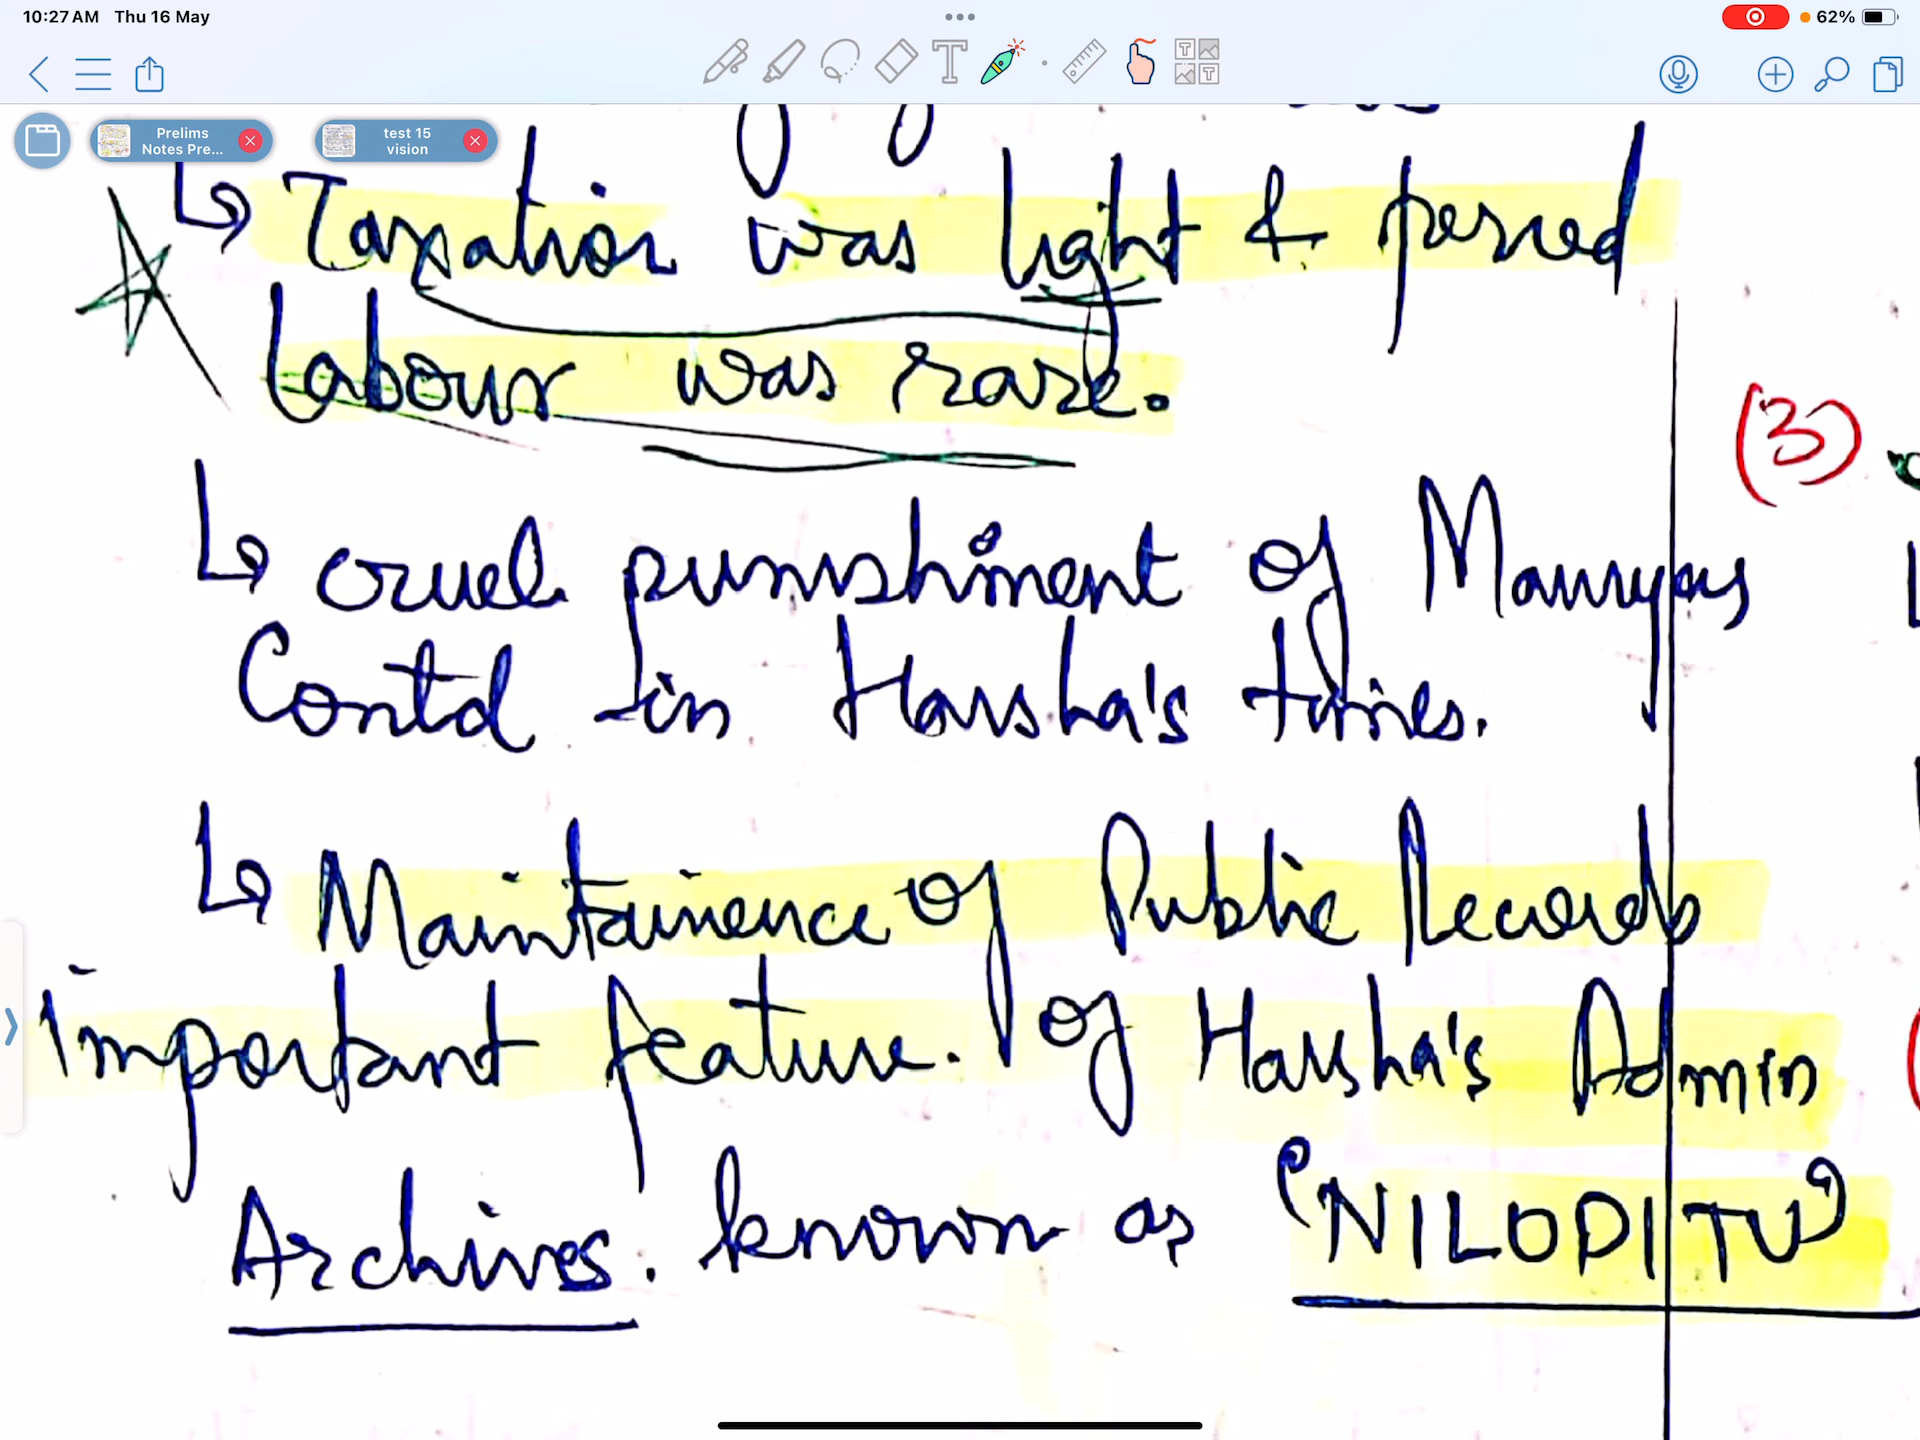 10:27 AM Thu 16 May
62%
Prelims
Notes Pre...
test 15
vision
↳ Taxation was light & forced
labour was rare.
(3)
↳ cruel punishment of Mauryas
Contd in Harsha's times.
↳ Maintainence of Public Records
important feature. of Harsha's Admin
Archives. known as 'NILODITU'